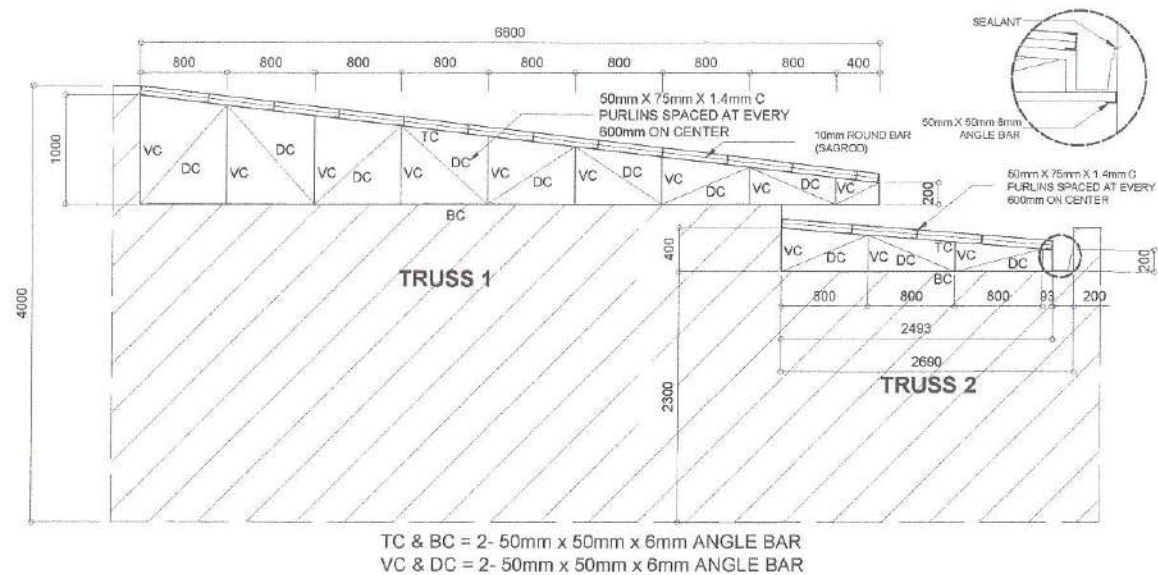 6800
800 800 800 800 800 800 800 800 400
SEALANT
50mm X 50mm 6mm
ANGLE BAR
50mm X 75mm X 1.4mm C
PURLINS SPACED AT EVERY
600mm ON CENTER
10mm ROUND BAR
(SAGROD)
50mm X 75mm X 1.4mm C
PURLINS SPACED AT EVERY
600mm ON CENTER
1000
4000
VC DC VC DC VC DC VC TC DC VC DC VC DC VC DC VC DC VC
BC
200
400
VC DC VC DC TC VC DC
BC
200
TRUSS 1
800 800 800 93 200
2493
2690
TRUSS 2
2300
TC & BC = 2- 50mm x 50mm x 6mm ANGLE BAR
VC & DC = 2- 50mm x 50mm x 6mm ANGLE BAR